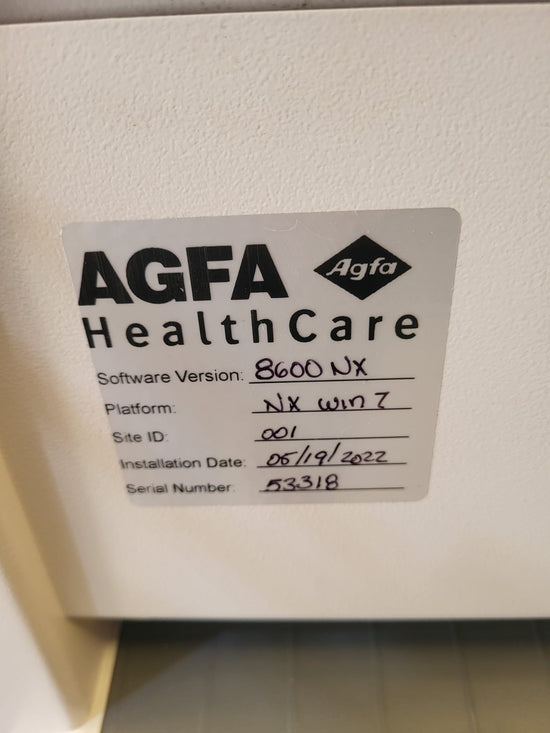 AGFA
Agfa
HealthCare
Software Version: 8600 NX
Platform: NX win 7
Site ID: 001
Installation Date: 05/19/2022
Serial Number: 53318